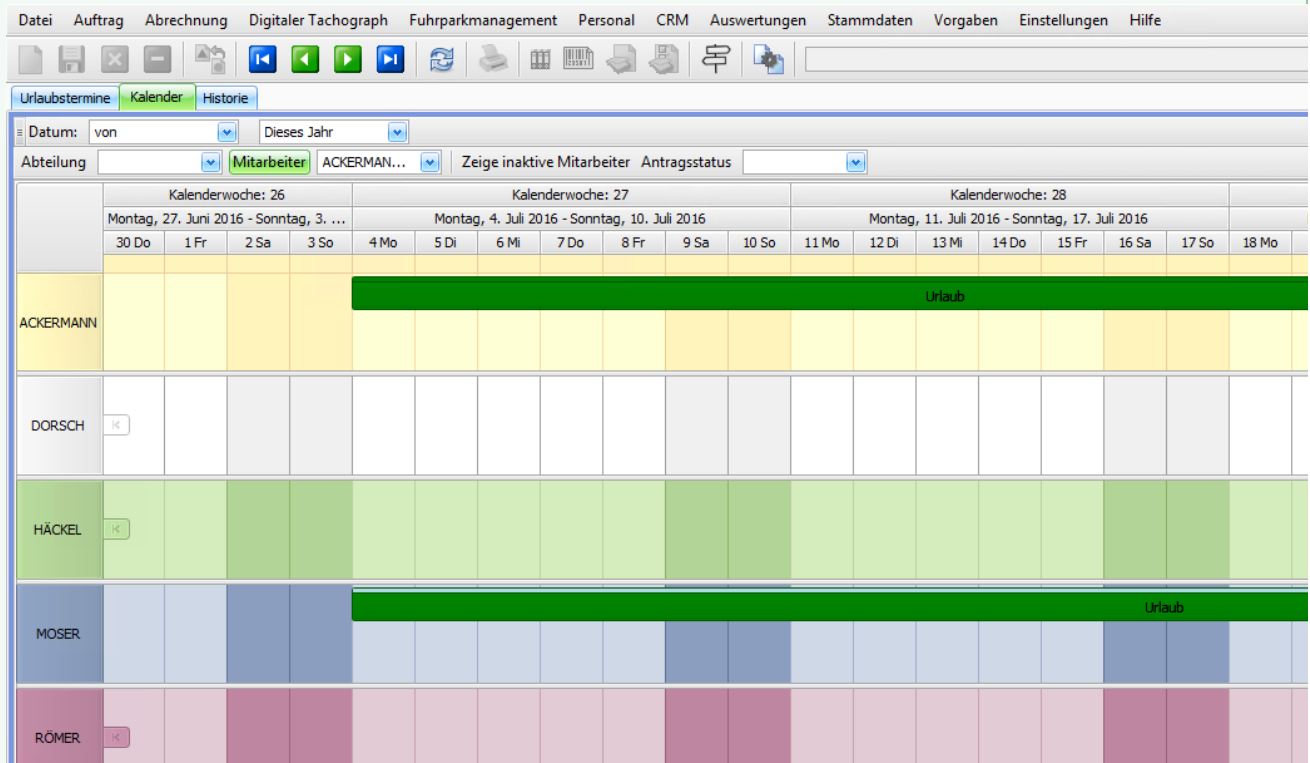 Datei Auftrag Abrechnung Digitaler Tachograph Fuhrparkmanagement Personal CRM Auswertungen Stammdaten Vorgaben Einstellungen Hilfe
Urlaubstermine Kalender Historie
Datum: von Dieses Jahr
Abteilung Mitarbeiter ACKERMAN... Zeige inaktive Mitarbeiter Antragsstatus
Kalenderwoche: 26 Kalenderwoche: 27 Kalenderwoche: 28
Montag, 27. Juni 2016 - Sonntag, 3. ... Montag, 4. Juli 2016 - Sonntag, 10. Juli 2016 Montag, 11. Juli 2016 - Sonntag, 17. Juli 2016
30 Do 1 Fr 2 Sa 3 So 4 Mo 5 Di 6 Mi 7 Do 8 Fr 9 Sa 10 So 11 Mo 12 Di 13 Mi 14 Do 15 Fr 16 Sa 17 So 18 Mo
Urlaub
ACKERMANN
DORSCH
HÄCKEL
Urlaub
MOSER
RÖMER